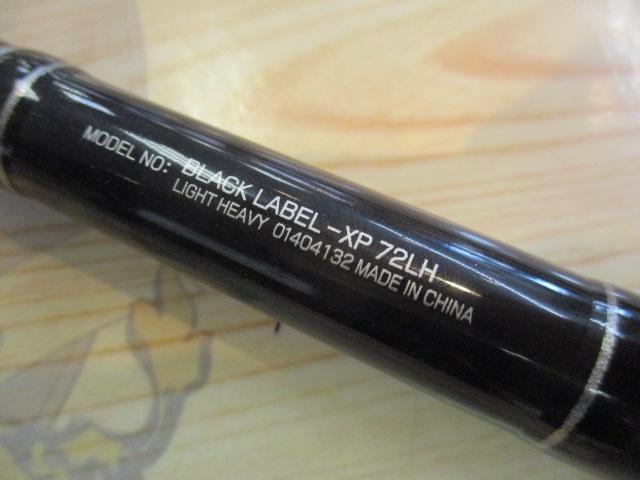 MODEL NO: BLACK LABEL-XP 72LH
LIGHT HEAVY 01404132 MADE IN CHINA